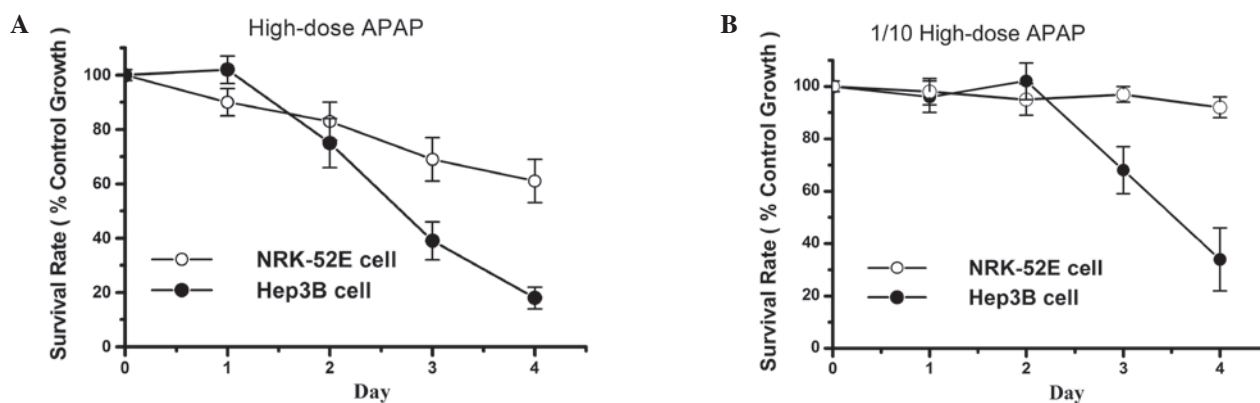 A
High-dose APAP
Survival Rate ( % Control Growth )
100
80
60
40
20
0
NRK-52E cell
Hep3B cell
0 1 2 3 4
Day
B
1/10 High-dose APAP
Survival Rate ( % Control Growth )
100
80
60
40
20
0
NRK-52E cell
Hep3B cell
0 1 2 3 4
Day